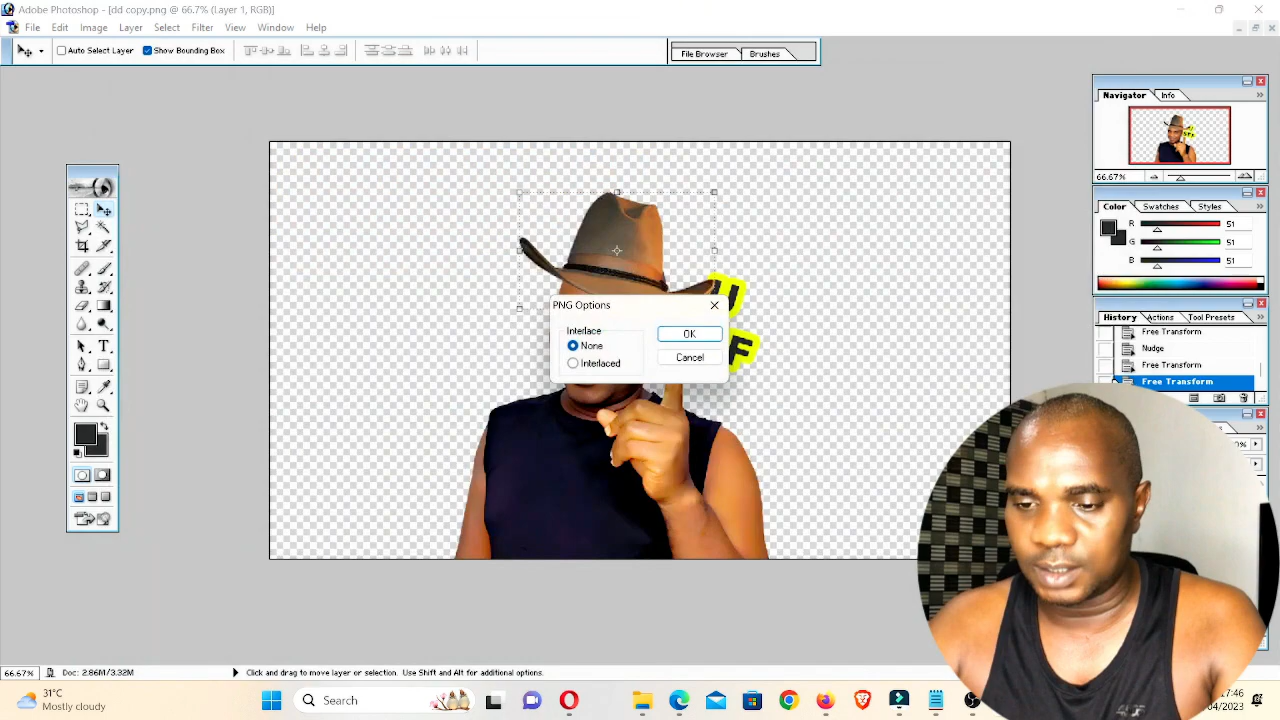 Adobe Photoshop - [dd copy.png @ 66.7% (Layer 1, RGB)]
File Edit Image Layer Select Filter View Window Help
Auto Select Layer Show Bounding Box File Browser Brushes
Navigator Info
66.67%
Color Swatches Styles
R 51
G 51
B 51
History Actions Tool Presets
Free Transform
Nudge
Free Transform
Free Transform
U
F
PNG Options
Interlace
None
Interlaced
OK
Cancel
66.67% Doc: 2.86M/3.32M Click and drag to move layer or selection. Use Shift and Alt for additional options.
31°C
Mostly cloudy
Search